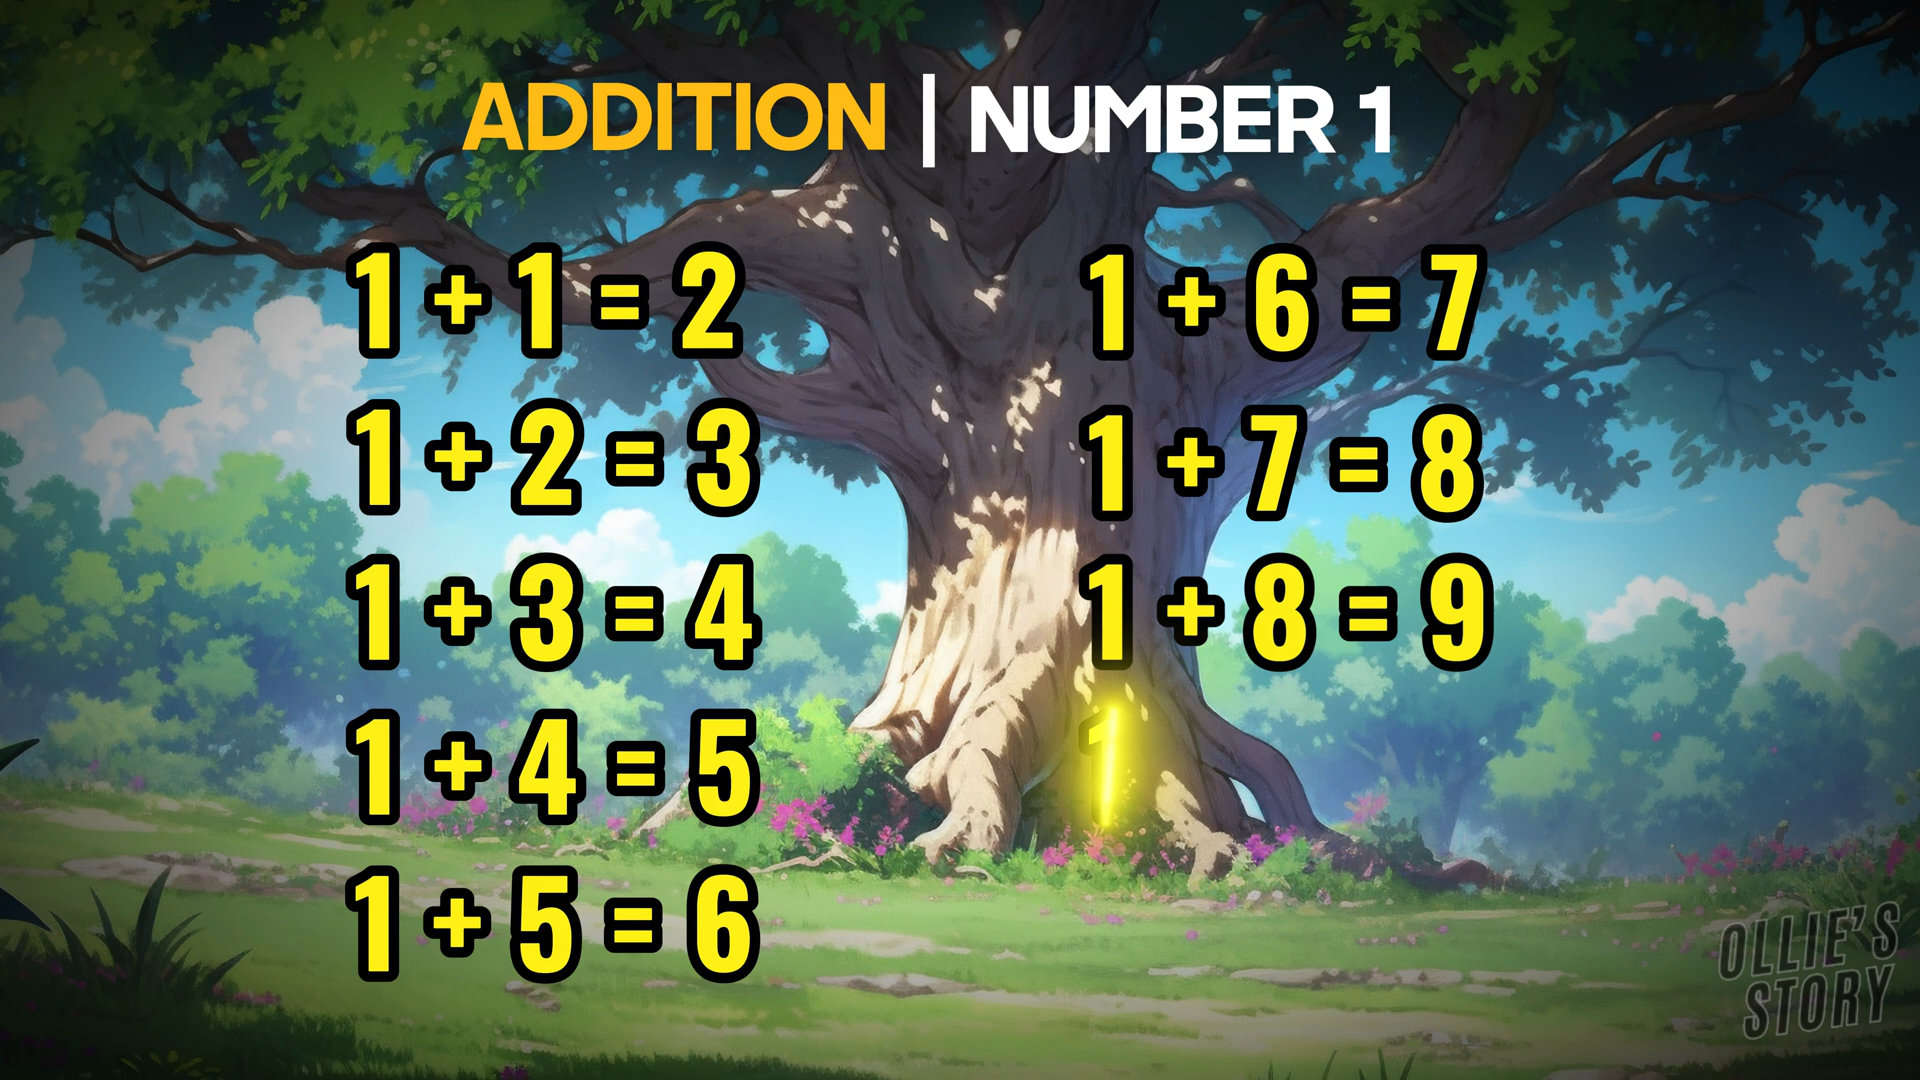 ADDITION | NUMBER 1
1 + 1 = 2
1 + 2 = 3
1 + 3 = 4
1 + 4 = 5
1 + 5 = 6
1 + 6 = 7
1 + 7 = 8
1 + 8 = 9
1
OLLIE'S
STORY